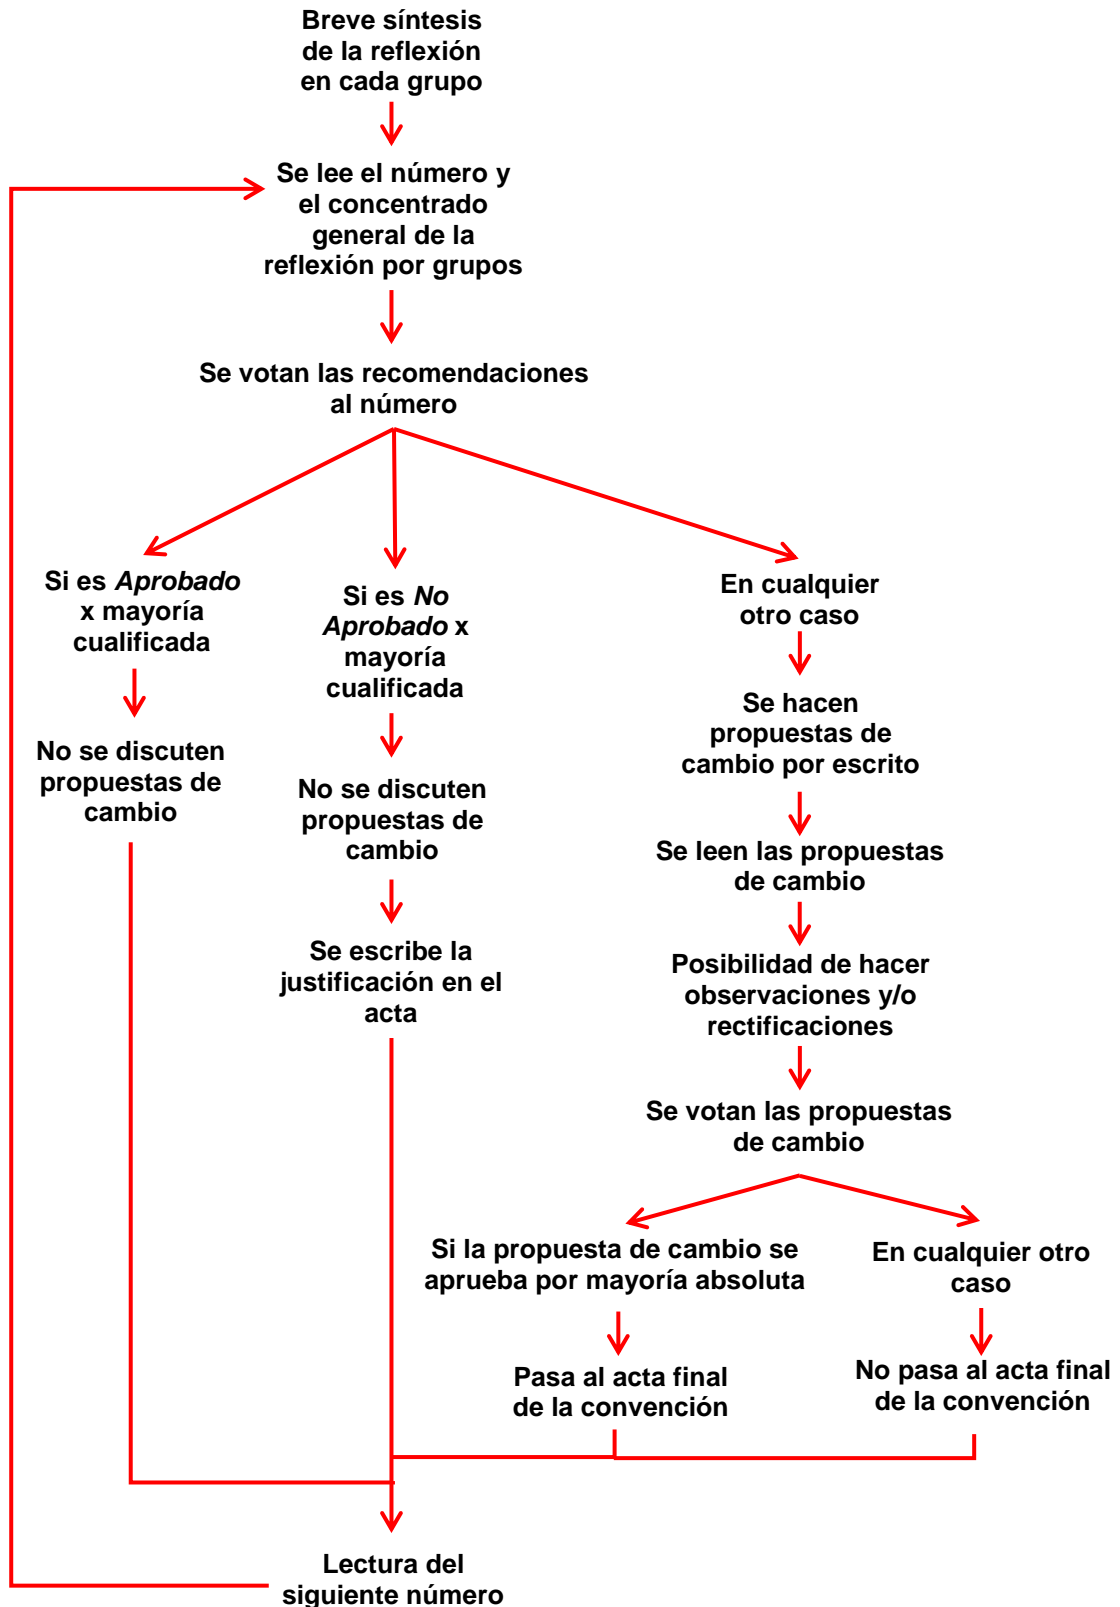 Breve síntesis
de la reflexión
en cada grupo
Se lee el número y
el concentrado
general de la
reflexión por grupos
Se votan las recomendaciones
al número
Si es Aprobado
x mayoría
cualificada
No se discuten
propuestas de
cambio
Si es No
Aprobado x
mayoría
cualificada
No se discuten
propuestas de
cambio
Se escribe la
justificación en el
acta
En cualquier
otro caso
Se hacen
propuestas de
cambio por escrito
Se leen las propuestas
de cambio
Posibilidad de hacer
observaciones y/o
rectificaciones
Se votan las propuestas
de cambio
Si la propuesta de cambio se
aprueba por mayoría absoluta
Pasa al acta final
de la convención
En cualquier otro
caso
No pasa al acta final
de la convención
Lectura del
siguiente número